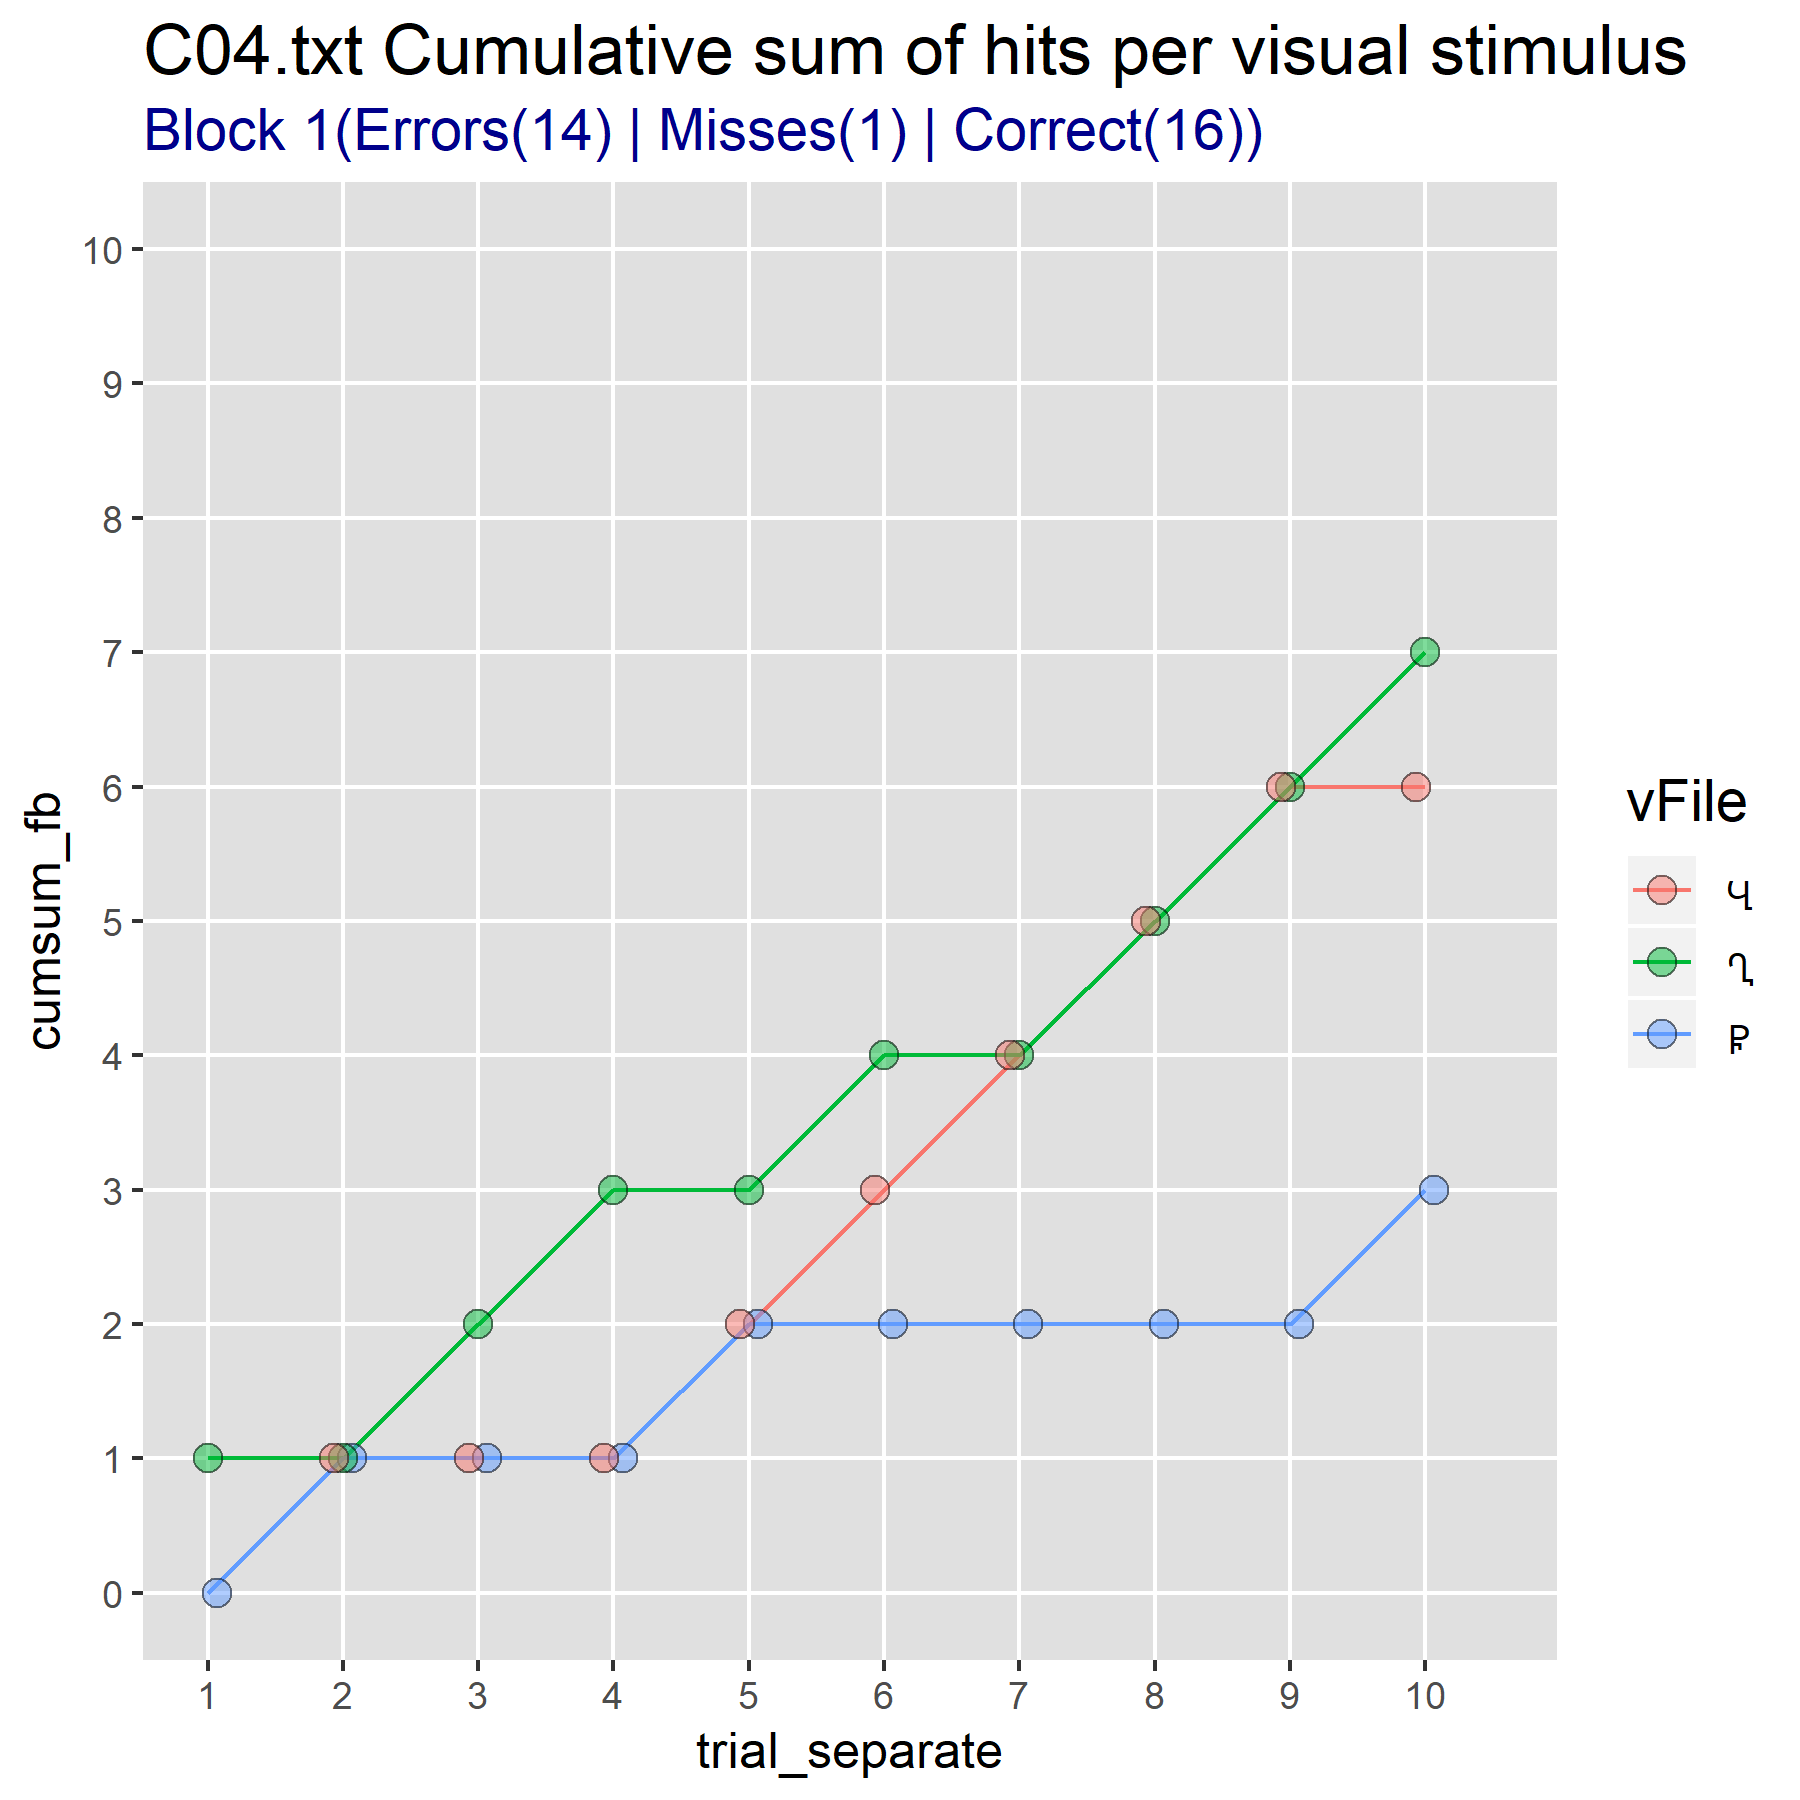 C04.txt Cumulative sum of hits per visual stimulus
Block 1(Errors(14) | Misses(1) | Correct(16))
10
9
8
7
6
5
4
3
2
1
0
cumsum_fb
1 2 3 4 5 6 7 8 9 10
trial_separate
vFile